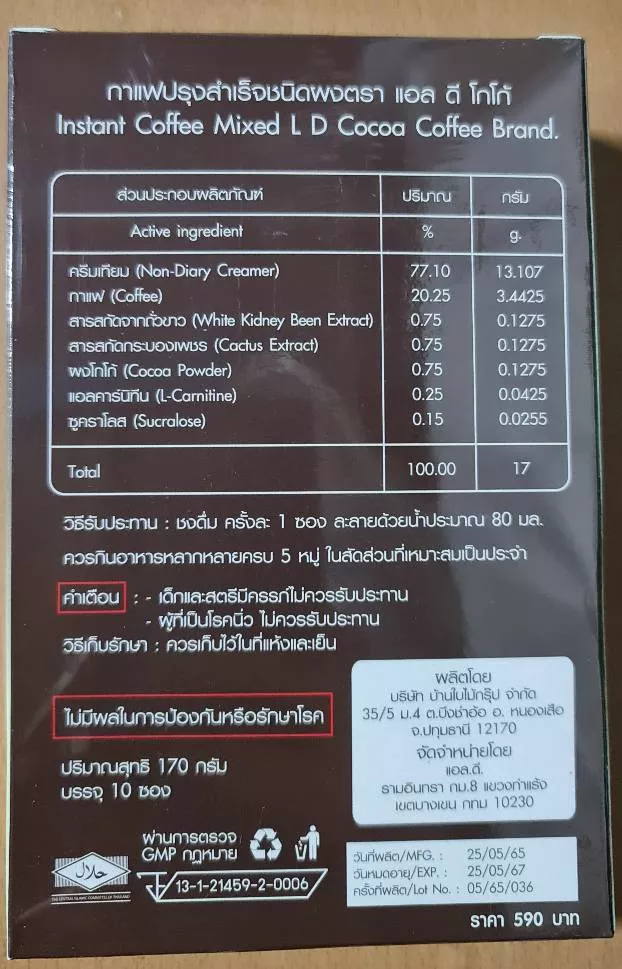 กาแฟปรุงสำเร็จชนิดผงตรา แอล ดี โกโก้
Instant Coffee Mixed L D Cocoa Coffee Brand.
ส่วนประกอบผลิตภัณฑ์ ปริมาณ กรัม
Active ingredient % g.
ครีมเทียม (Non-Diary Creamer) 77.10 13.107
กาแฟ (Coffee) 20.25 3.4425
สารสกัดจากถั่วขาว (White Kidney Been Extract) 0.75 0.1275
สารสกัดกระบองเพชร (Cactus Extract) 0.75 0.1275
ผงโกโก้ (Cocoa Powder) 0.75 0.1275
แอลคาร์นิทีน (L-Carnitine) 0.25 0.0425
ซูคราโลส (Sucralose) 0.15 0.0255
Total 100.00 17
วิธีรับประทาน : ชงดื่ม ครั้งละ 1 ซอง ละลายด้วยน้ำประมาณ 80 มล.
ควรกินอาหารหลากหลายครบ 5 หมู่ ในสัดส่วนที่เหมาะสมเป็นประจำ
คำเตือน : - เด็กและสตรีมีครรภ์ไม่ควรรับประทาน
- ผู้ที่เป็นโรคนิ่ว ไม่ควรรับประทาน
วิธีเก็บรักษา : ควรเก็บไว้ในที่แห้งและเย็น
ไม่มีผลในการป้องกันหรือรักษาโรค
ปริมาณสุทธิ 170 กรัม
บรรจุ 10 ซอง
ผลิตโดย
บริษัท บ้านใบไม้กรุ๊ป จำกัด
35/5 ม.4 ต.บึงชำอ้อ อ. หนองเสือ
จ.ปทุมธานี 12170
จัดจำหน่ายโดย
แอล.ดี.
รามอินทรา กม.8 แขวงท่าแร้ง
เขตบางเขน กทม 10230
حلال
THE CENTRAL ISLAMIC COMMITTEE OF THAILAND
ผ่านการตรวจ
GMP กฎหมาย
13-1-21459-2-0006
วันที่ผลิต/MFG. : 25/05/65
วันหมดอายุ/EXP. : 25/05/67
ครั้งที่ผลิต/Lot No. : 05/65/036
ราคา 590 บาท